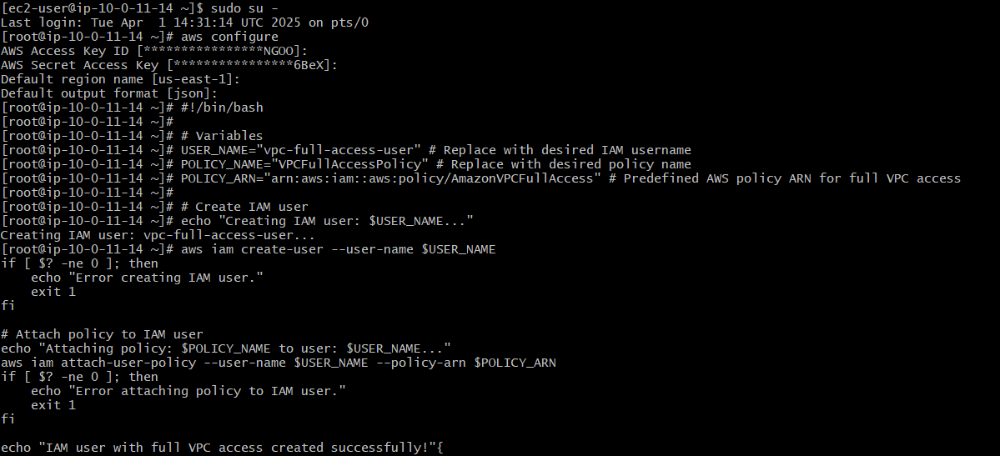 [ec2-user@ip-10-0-11-14 ~]$ sudo su -
Last login: Tue Apr  1 14:31:14 UTC 2025 on pts/0
[root@ip-10-0-11-14 ~]# aws configure
AWS Access Key ID [****************NGOO]:
AWS Secret Access Key [****************6BeX]:
Default region name [us-east-1]:
Default output format [json]:
[root@ip-10-0-11-14 ~]# #!/bin/bash
[root@ip-10-0-11-14 ~]#
[root@ip-10-0-11-14 ~]# # Variables
[root@ip-10-0-11-14 ~]# USER_NAME="vpc-full-access-user" # Replace with desired IAM username
[root@ip-10-0-11-14 ~]# POLICY_NAME="VPCFullAccessPolicy" # Replace with desired policy name
[root@ip-10-0-11-14 ~]# POLICY_ARN="arn:aws:iam::aws:policy/AmazonVPCFullAccess" # Predefined AWS policy ARN for full VPC access
[root@ip-10-0-11-14 ~]#
[root@ip-10-0-11-14 ~]# # Create IAM user
[root@ip-10-0-11-14 ~]# echo "Creating IAM user: $USER_NAME..."
Creating IAM user: vpc-full-access-user...
[root@ip-10-0-11-14 ~]# aws iam create-user --user-name $USER_NAME
if [ $? -ne 0 ]; then
    echo "Error creating IAM user."
    exit 1
fi

# Attach policy to IAM user
echo "Attaching policy: $POLICY_NAME to user: $USER_NAME..."
aws iam attach-user-policy --user-name $USER_NAME --policy-arn $POLICY_ARN
if [ $? -ne 0 ]; then
    echo "Error attaching policy to IAM user."
    exit 1
fi

echo "IAM user with full VPC access created successfully!"{